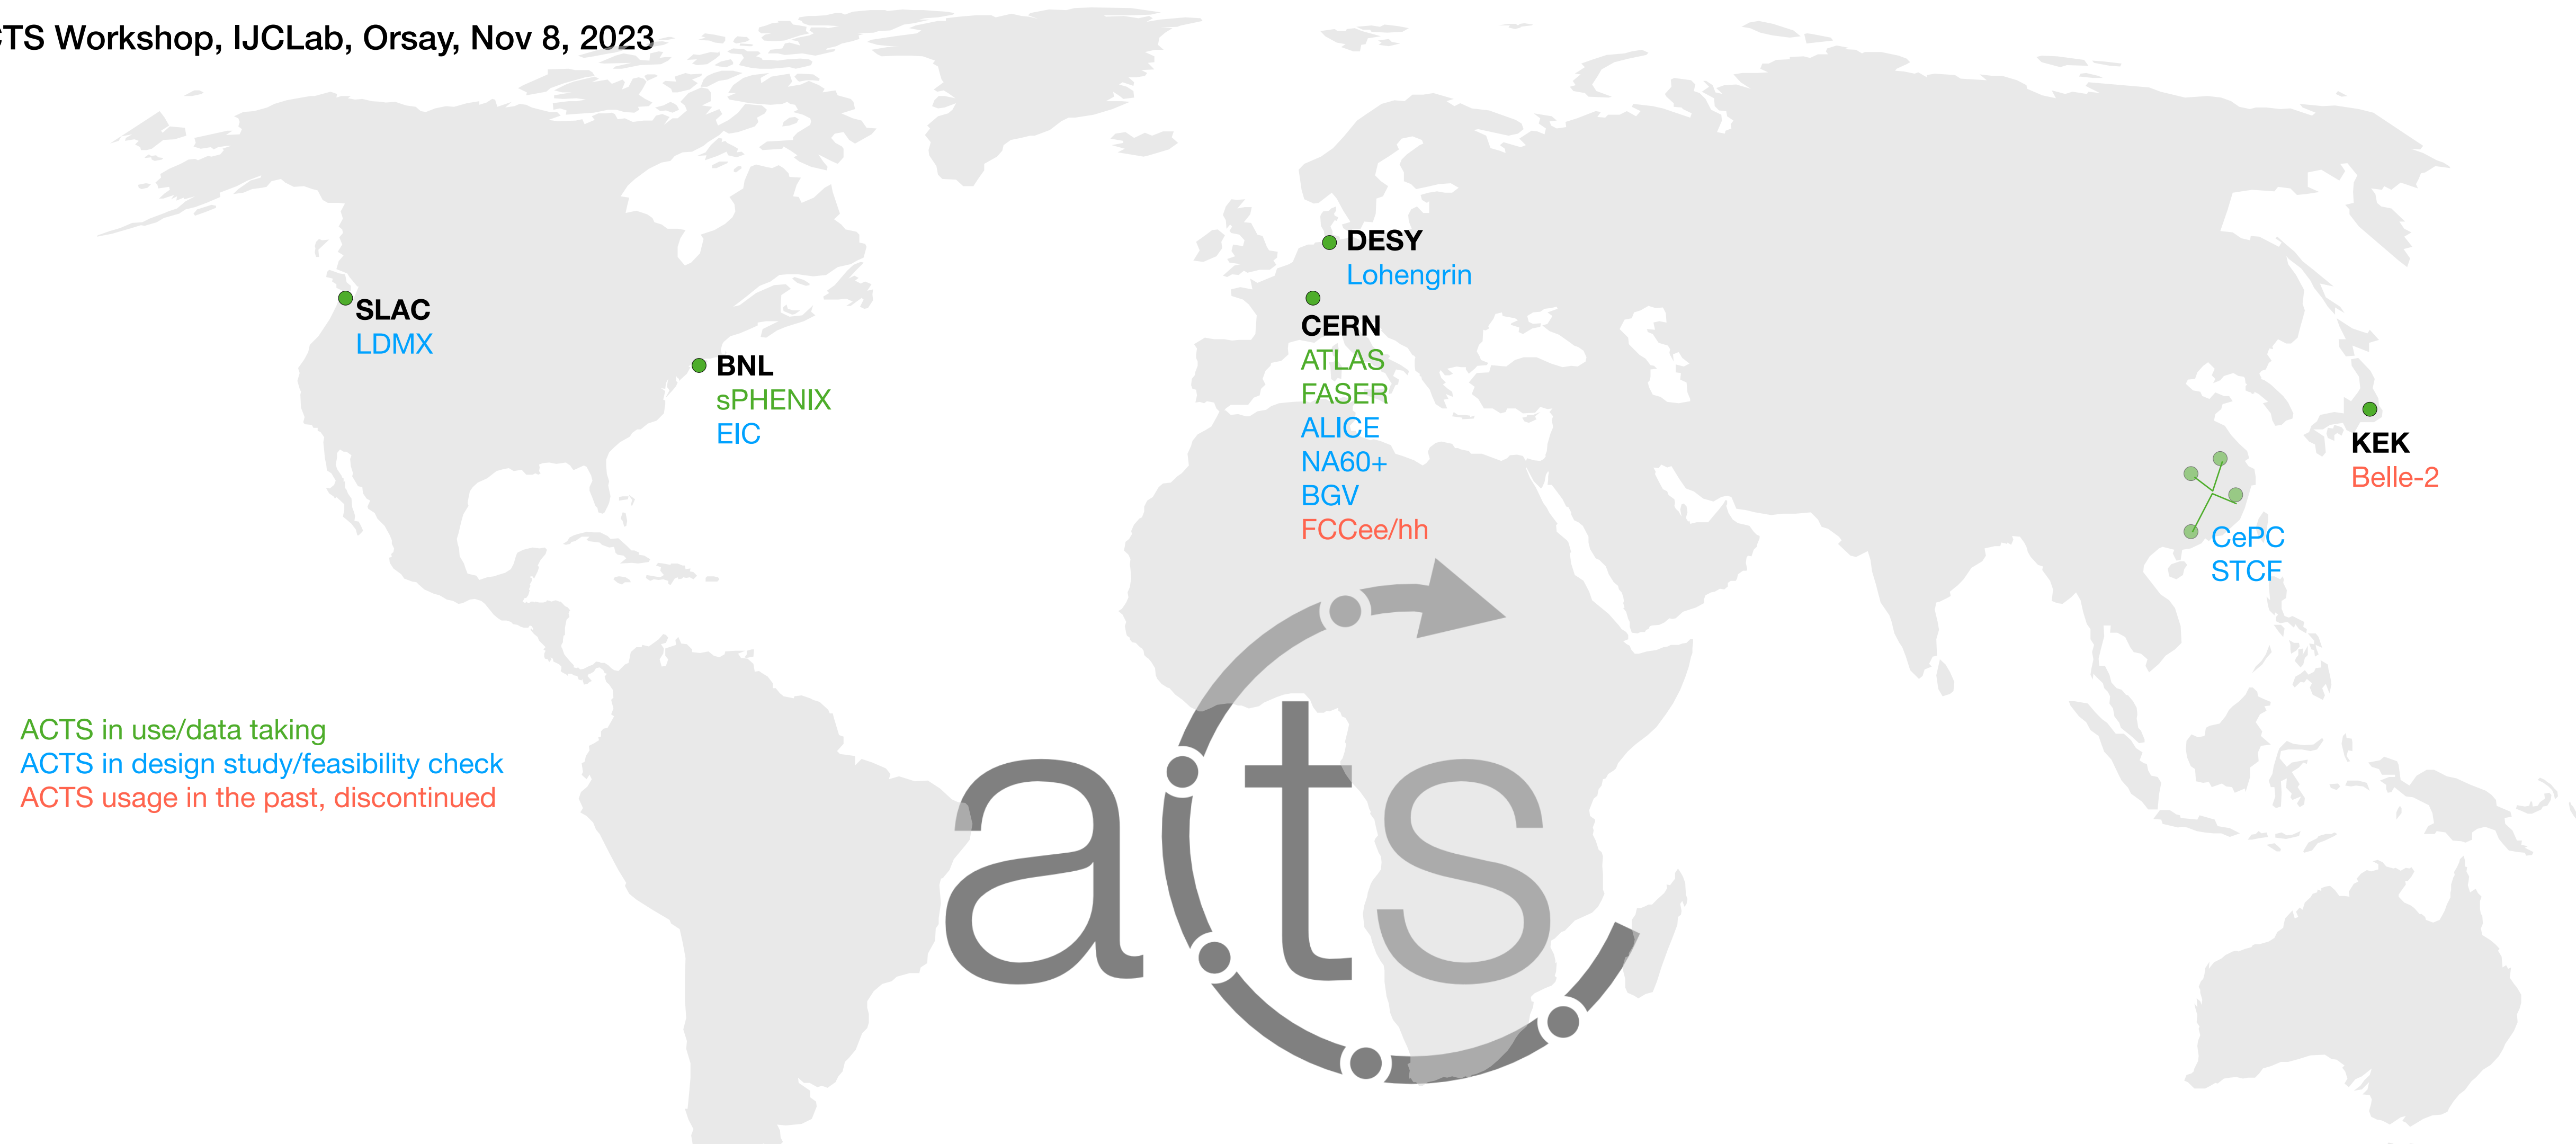 CTS Workshop, IJCLab, Orsay, Nov 8, 2023
DESY
Lohengrin
SLAC
LDMX
CERN
ATLAS
FASER
ALICE
NA60+
BGV
FCCee/hh
BNL
sPHENIX
EIC
KEK
Belle-2
CePC
STCF
ACTS in use/data taking
ACTS in design study/feasibility check
ACTS usage in the past, discontinued
acts